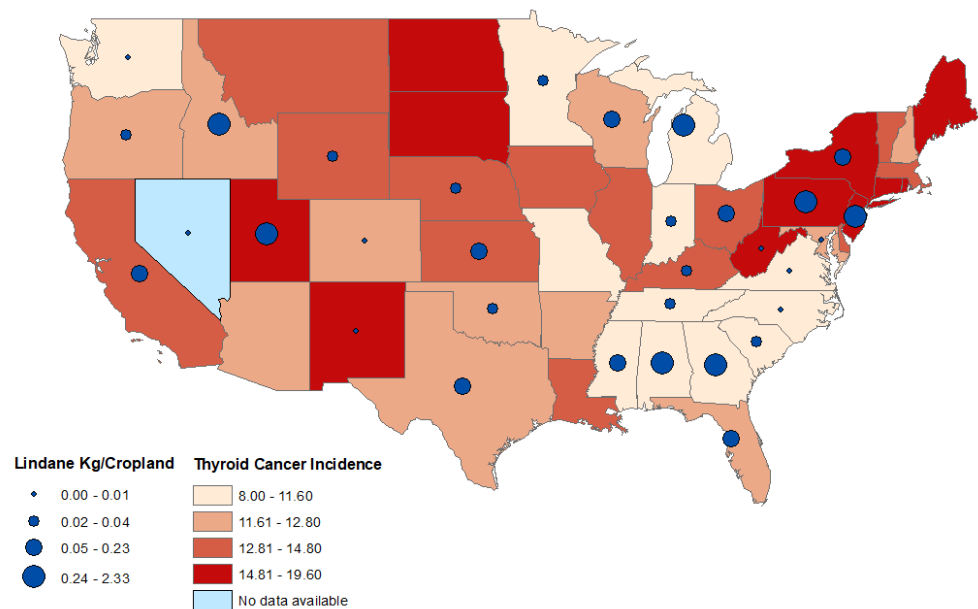 Lindane Kg/Cropland
0.00 - 0.01
0.02 - 0.04
0.05 - 0.23
0.24 - 2.33
Thyroid Cancer Incidence
8.00 - 11.60
11.61 - 12.80
12.81 - 14.80
14.81 - 19.60
No data available